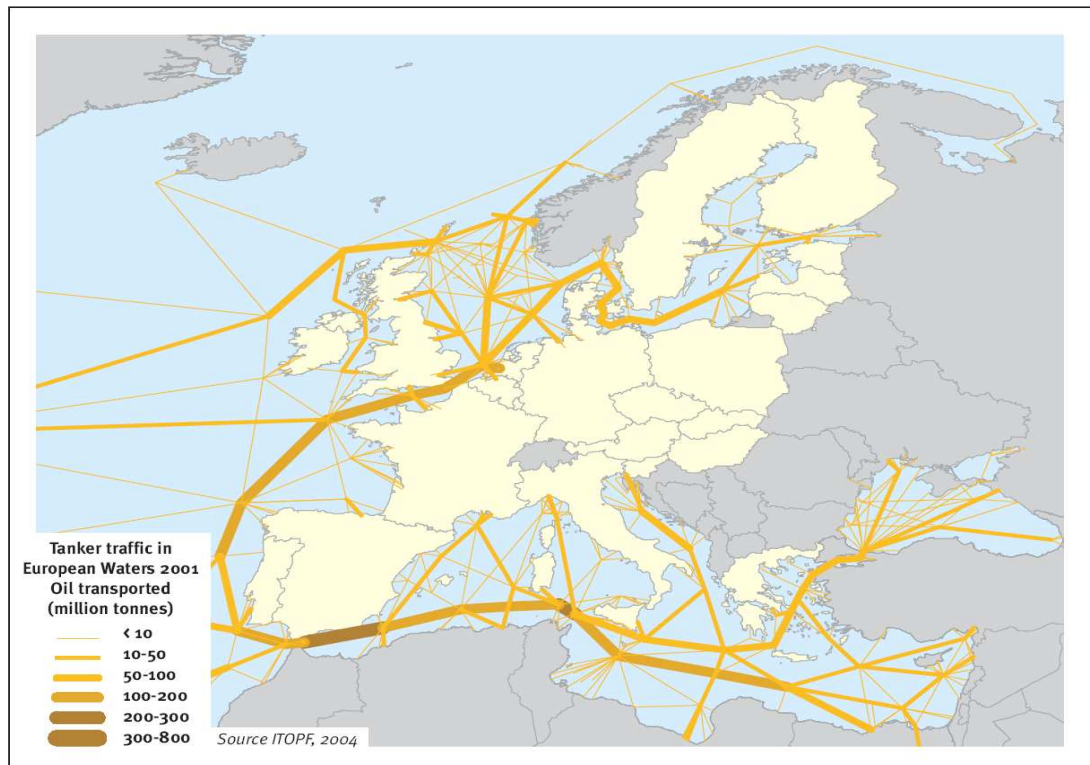 Tanker traffic in
European Waters 2001
Oil transported
(million tonnes)
< 10
10-50
50-100
100-200
200-300
300-800
Source ITOPF, 2004